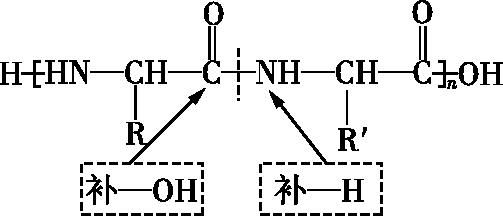 O O
H-[HN—CH—C—NH—CH—C]nOH
R R′
补—OH 补—H